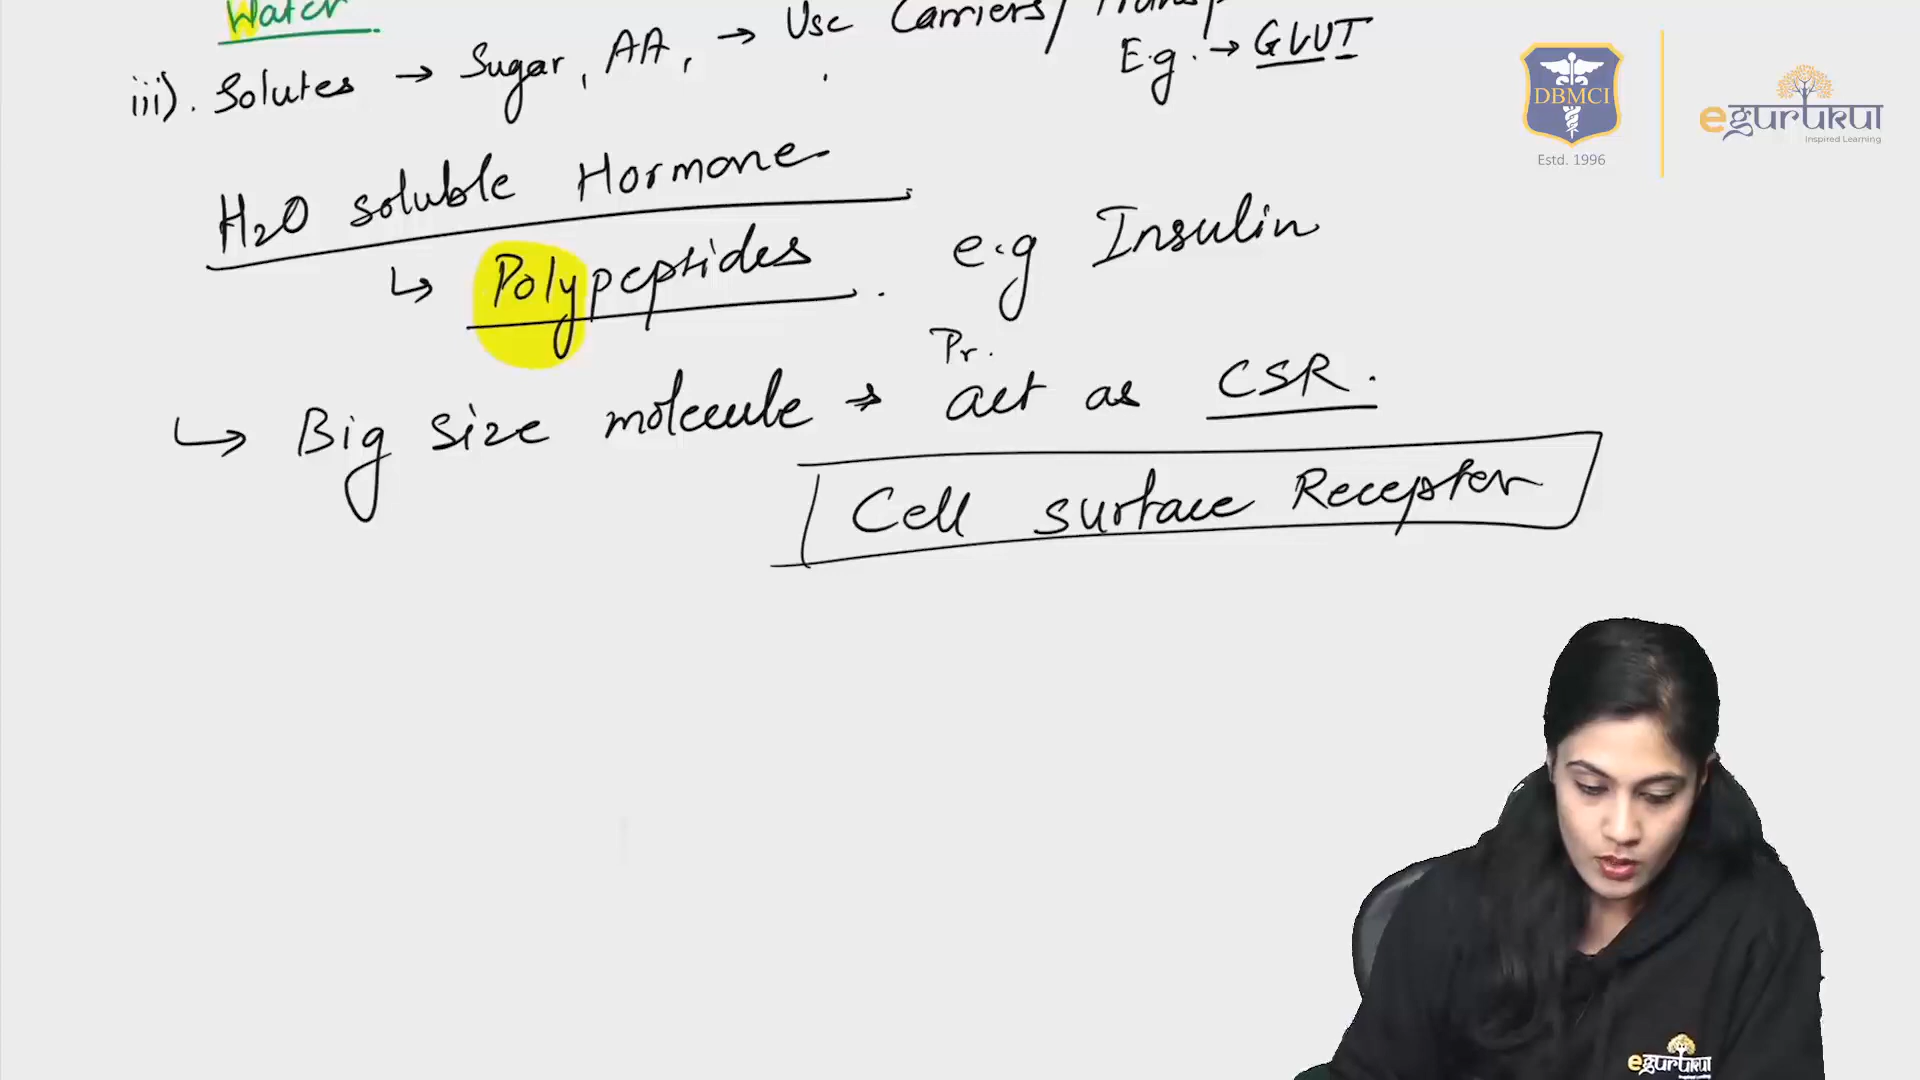 Water
iii). Solutes → Sugar, AA, → Use Carriers/
E.g. → GLUT
DBMCI
Estd. 1996
egurukul
Inspired Learning
H2O soluble Hormone
↳ Polypeptides. e.g Insulin
Pr.
↳ Big size molecule → act as CSR.
Cell surface Receptor
egurukul